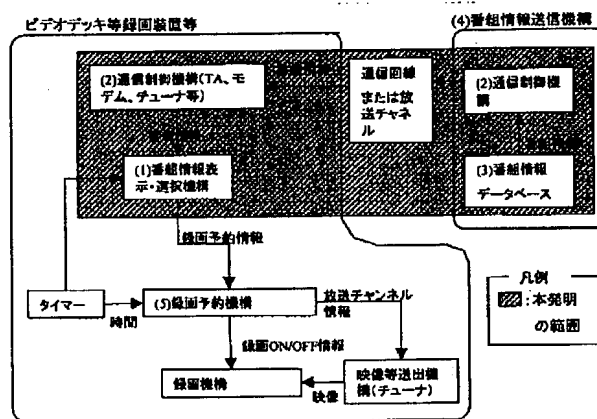 ビデオデッキ等録画装置等
(4)番組情報送信機構
(2)通信制御機構(TA、モ
デム、チューナ等)
通信回線
または放
送チャネ
ル
(2)通信制御機
構
(1)番組情報表
示・選択機構
(3)番組情報
データベース
録画予約情報
タイマー
時間
(5)録画予約機構
放送チャンネル
情報
凡例
:本発明
の範囲
録画ON/OFF情報
録画機構
映像
映像等送出機
構(チューナ)